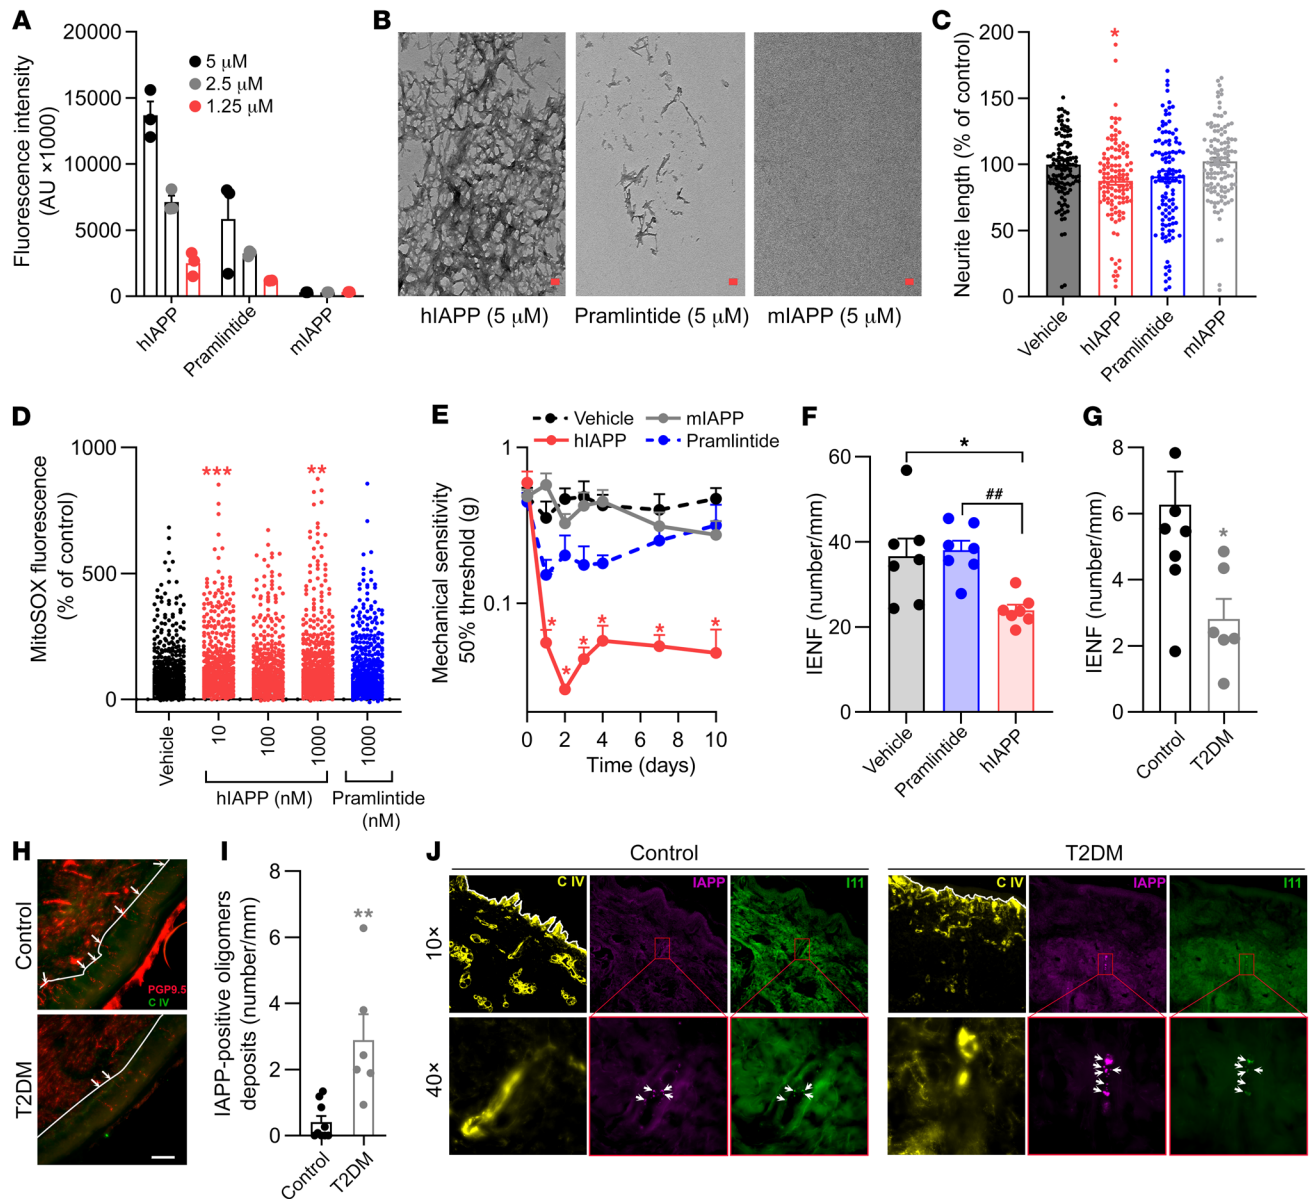 A
Fluorescence intensity
(AU ×1000)
20000
15000
10000
5000
0
5 µM
2.5 µM
1.25 µM
hIAPP
Pramlintide
mIAPP
B
hIAPP (5 µM)
Pramlintide (5 µM)
mIAPP (5 µM)
C
Neurite length (% of control)
200
150
100
50
0
*
Vehicle
hIAPP
Pramlintide
mIAPP
D
MitoSOX fluorescence
(% of control)
1000
500
0
***
**
Vehicle
10
100
1000
1000
hIAPP (nM)
Pramlintide
(nM)
E
Vehicle
mIAPP
hIAPP
Pramlintide
Mechanical sensitivity
50% threshold (g)
1
0.1
* * * * * *
0 2 4 6 8 10
Time (days)
F
IENF (number/mm)
60
40
20
0
*
##
Vehicle
Pramlintide
hIAPP
G
IENF (number/mm)
8
6
4
2
0
*
Control
T2DM
H
Control
PGP9.5
C IV
T2DM
I
IAPP-positive oligomers
deposits (number/mm)
8
6
4
2
0
**
Control
T2DM
J
Control
T2DM
10×
40×
C IV
IAPP
I11
C IV
IAPP
I11